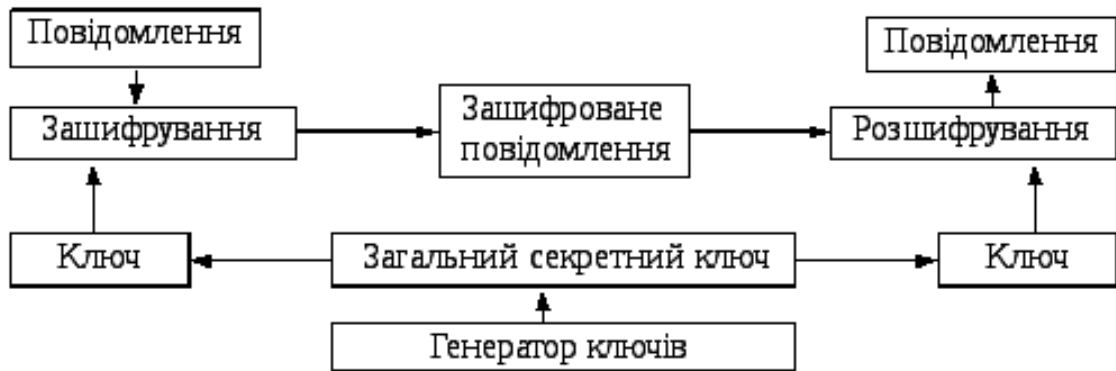 Повідомлення
Повідомлення
Зашифрування
Зашифроване
повідомлення
Розшифрування
Ключ
Загальний секретний ключ
Ключ
Генератор ключів